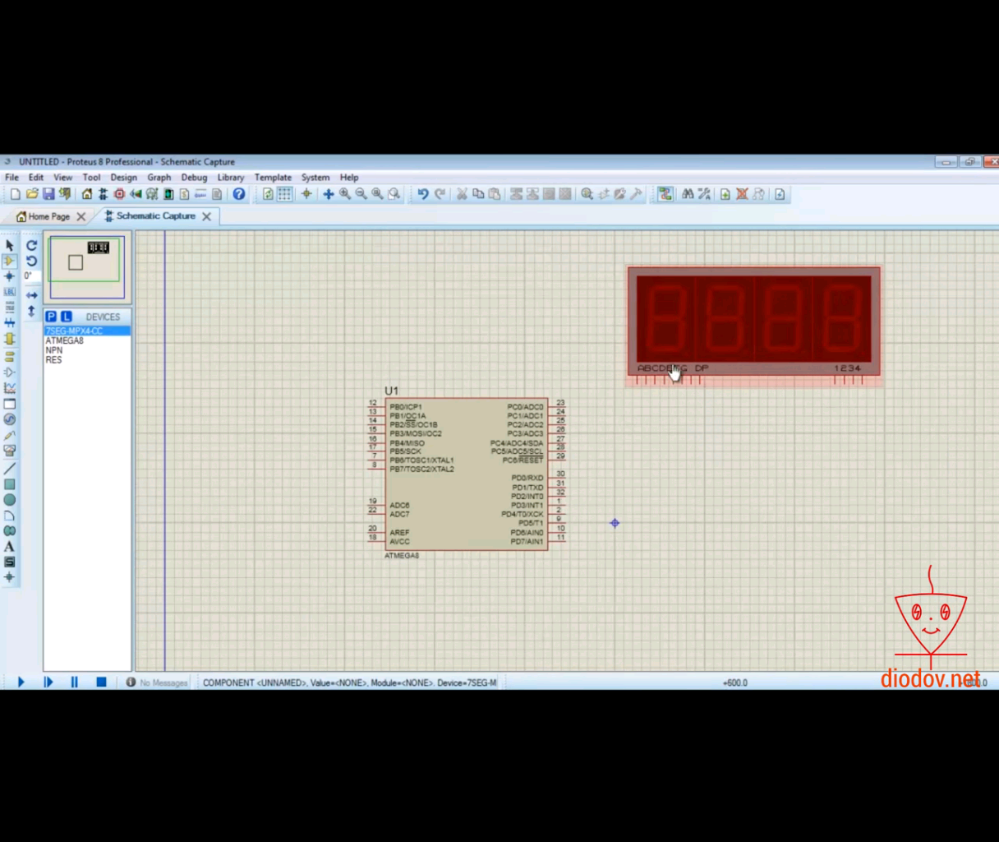 UNTITLED - Proteus 8 Professional - Schematic Capture
File Edit View Tool Design Graph Debug Library Template System Help
Home Page Schematic Capture
0°
P L DEVICES
7SEG-MPX4-CC
ATMEGA8
NPN
RES
ABCDEFG DP 1234
U1
12 PB0/ICP1 PC0/ADC0 23
13 PB1/OC1A PC1/ADC1 24
14 PB2/SS/OC1B PC2/ADC2 25
15 PB3/MOSI/OC2 PC3/ADC3 26
16 PB4/MISO PC4/ADC4/SDA 27
17 PB5/SCK PC5/ADC5/SCL 28
7 PB6/TOSC1/XTAL1 PC6/RESET 29
8 PB7/TOSC2/XTAL2
PD0/RXD 30
PD1/TXD 31
PD2/INT0 32
19 ADC6 PD3/INT1 1
22 ADC7 PD4/T0/XCK 2
PD5/T1 9
20 AREF PD6/AIN0 10
18 AVCC PD7/AIN1 11
ATMEGA8
No Messages COMPONENT <UNNAMED>, Value=<NONE>, Module=<NONE>. Device=7SEG-M +600.0
diodov.net